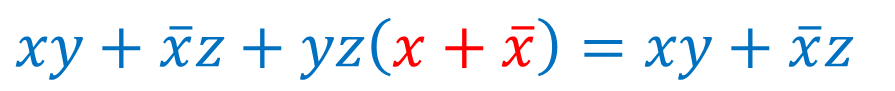 xy + x̄z + yz(x + x̄) = xy + x̄z